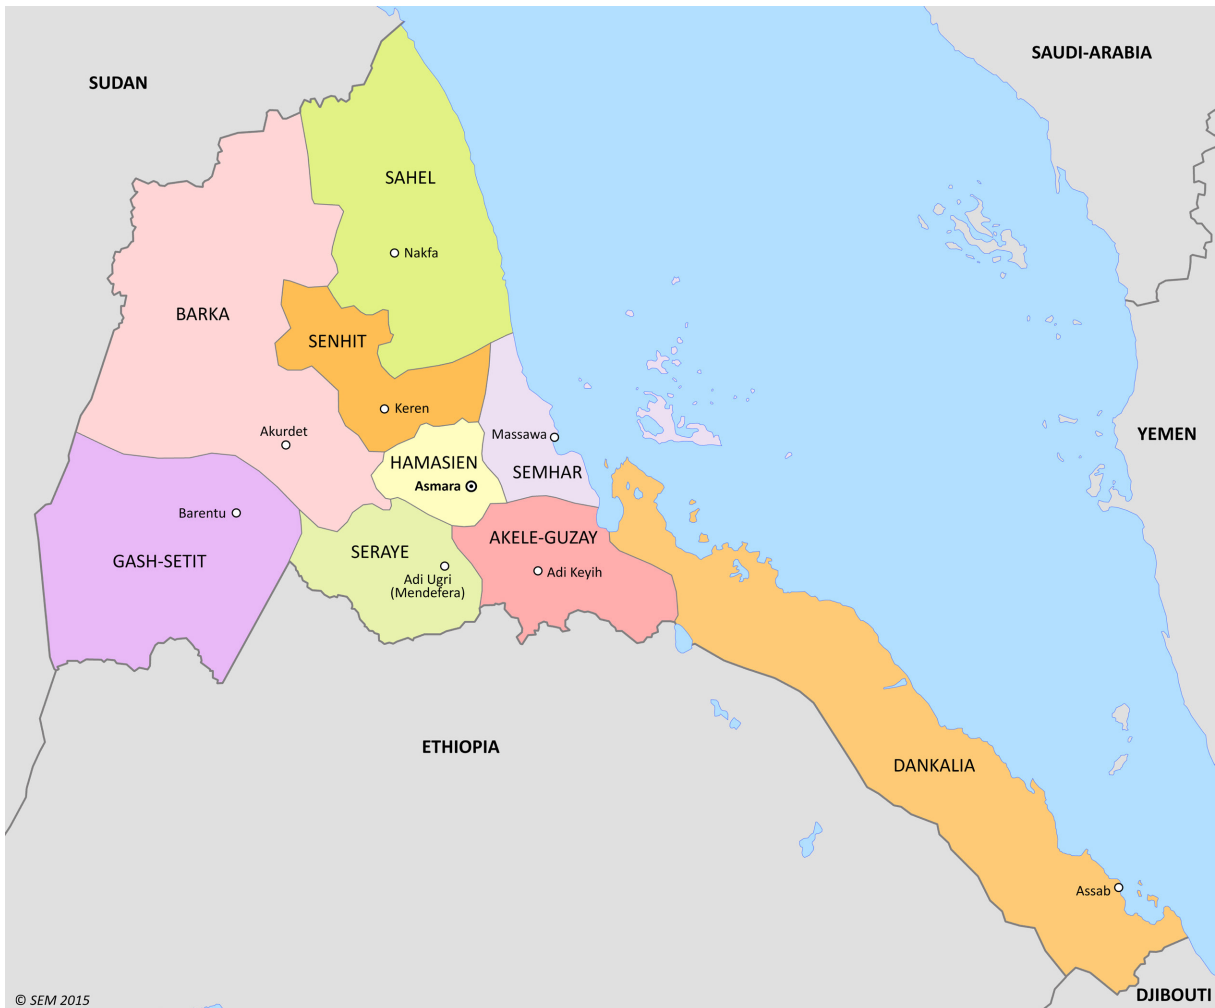 SAUDI-ARABIA
SUDAN
SAHEL
Nakfa
BARKA
SENHIT
Keren
Akurdet
Massawa
YEMEN
HAMASIEN
SEMHAR
Asmara
Barentu
AKELE-GUZAY
SERAYE
GASH-SETIT
Adi Keyih
Adi Ugri
(Mendefera)
ETHIOPIA
DANKALIA
Assab
DJIBOUTI
© SEM 2015